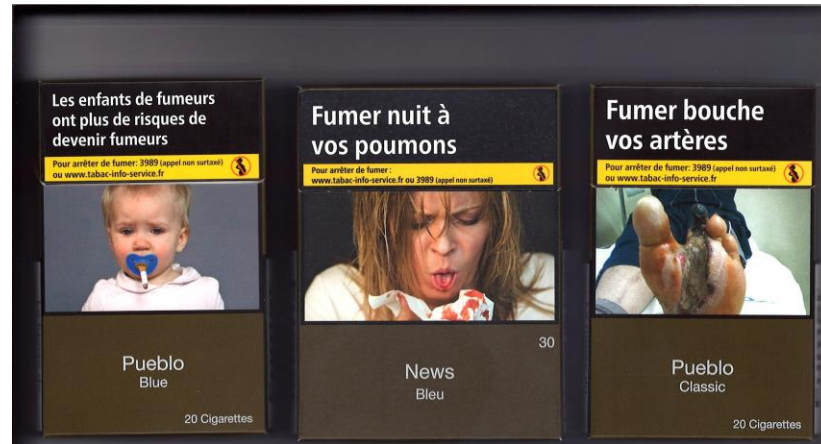 Les enfants de fumeurs
ont plus de risques de
devenir fumeurs
Pour arrêter de fumer: 3989 (appel non surtaxé)
ou www.tabac-info-service.fr
Pueblo
Blue
20 Cigarettes
Fumer nuit à
vos poumons
Pour arrêter de fumer :
www.tabac-info-service.fr ou 3989 (appel non surtaxé)
30
News
Bleu
Fumer bouche
vos artères
Pour arrêter de fumer: 3989 (appel non surtaxé)
ou www.tabac-info-service.fr
Pueblo
Classic
20 Cigarettes